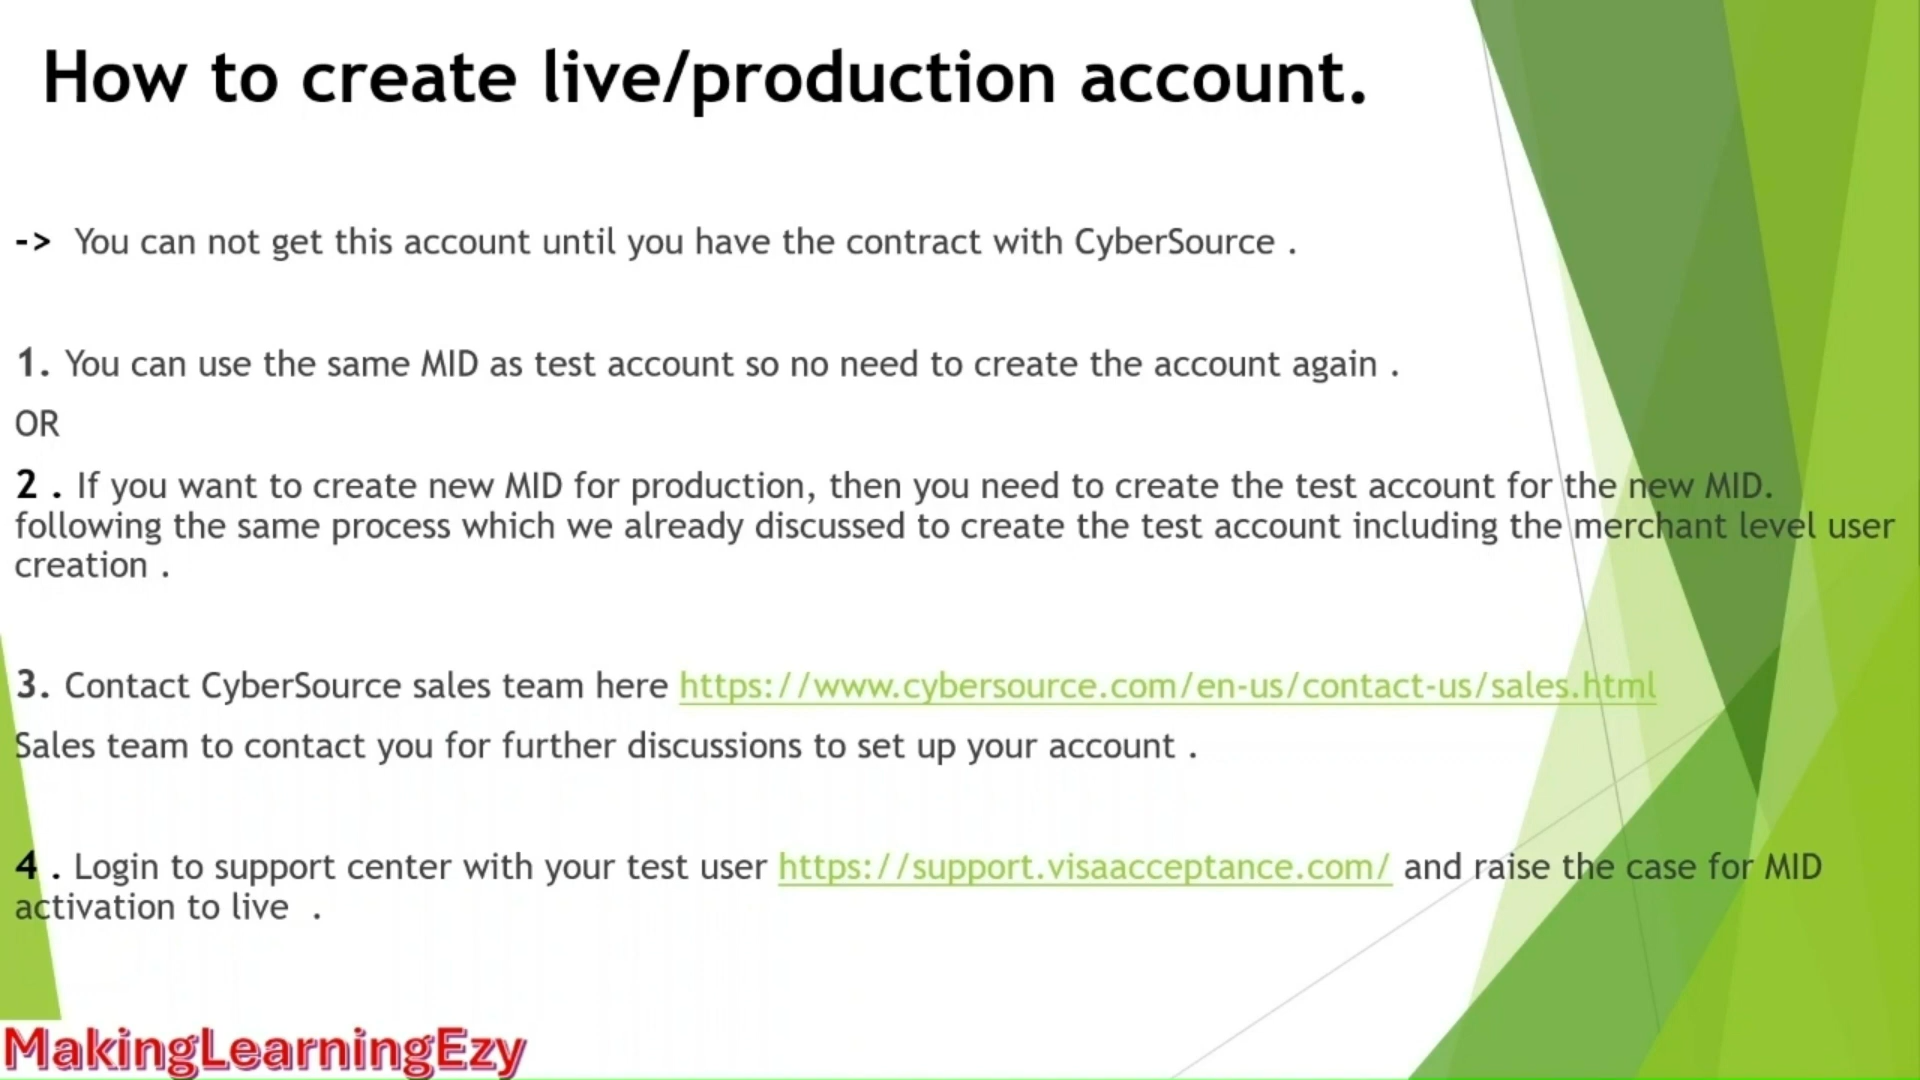 How to create live/production account.
-> You can not get this account until you have the contract with CyberSource .
1. You can use the same MID as test account so no need to create the account again .
OR
2 . If you want to create new MID for production, then you need to create the test account for the new MID.
following the same process which we already discussed to create the test account including the merchant level user
creation .
3. Contact CyberSource sales team here https://www.cybersource.com/en-us/contact-us/sales.html
Sales team to contact you for further discussions to set up your account .
4 . Login to support center with your test user https://support.visaacceptance.com/ and raise the case for MID
activation to live .
MakingLearningEzy